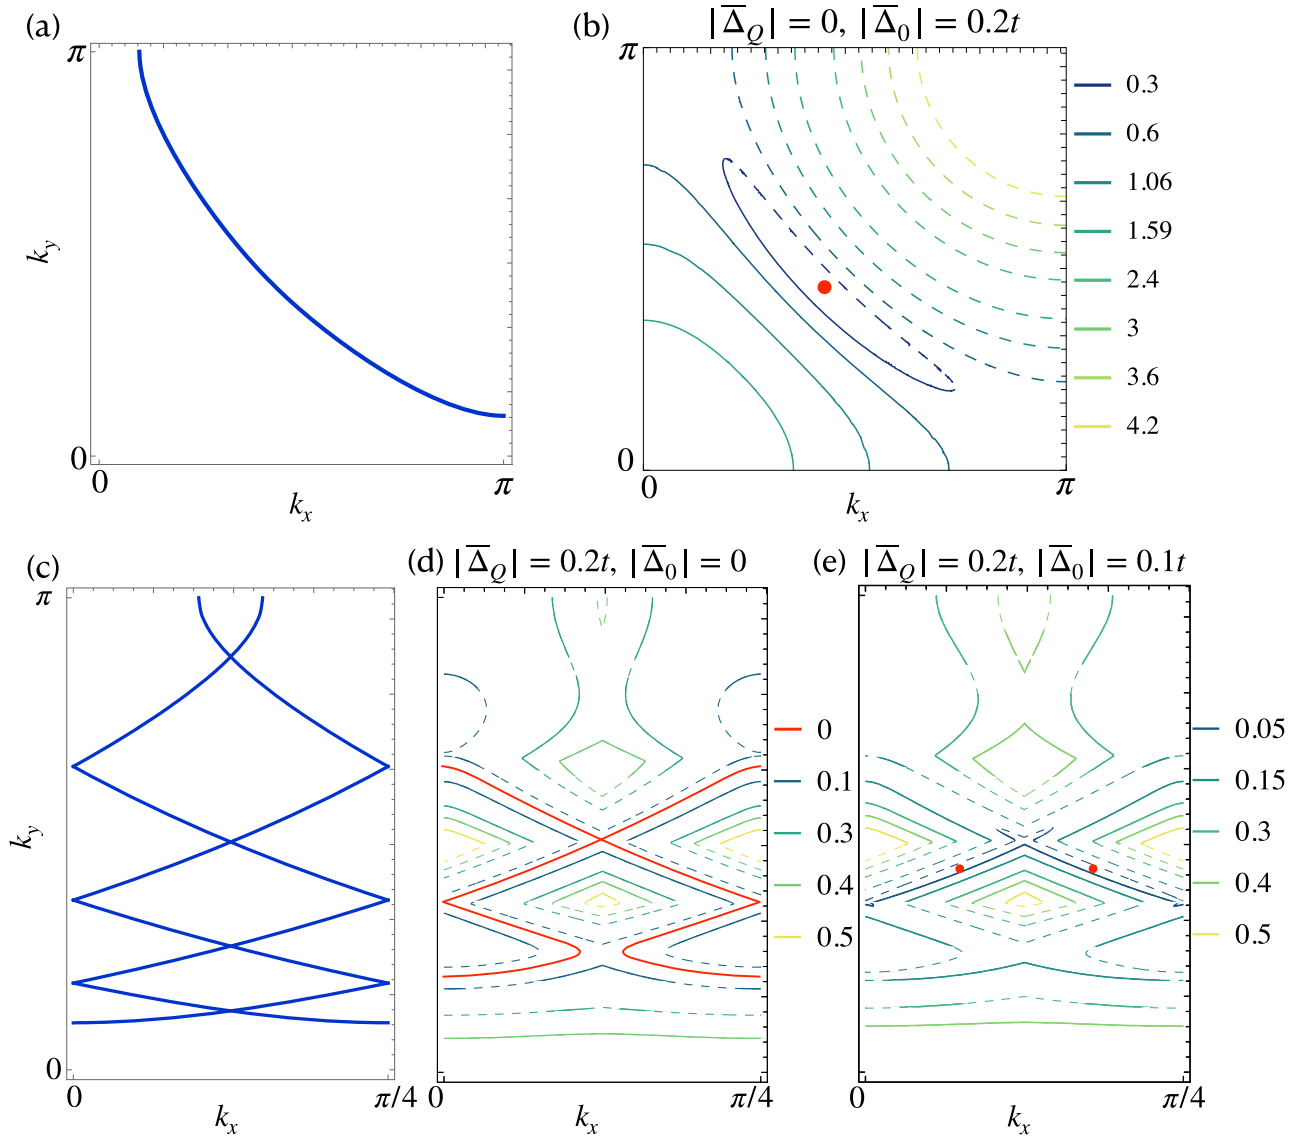 (a)
π
k_y
0
0
k_x
π
(b)
|Δ̅_Q| = 0, |Δ̅_0| = 0.2t
π
0
0
k_x
π
0.3
0.6
1.06
1.59
2.4
3
3.6
4.2
(c)
π
k_y
0
0
k_x
π/4
(d)
|Δ̅_Q| = 0.2t, |Δ̅_0| = 0
0
k_x
π/4
0
0.1
0.3
0.4
0.5
(e)
|Δ̅_Q| = 0.2t, |Δ̅_0| = 0.1t
0
k_x
π/4
0.05
0.15
0.3
0.4
0.5